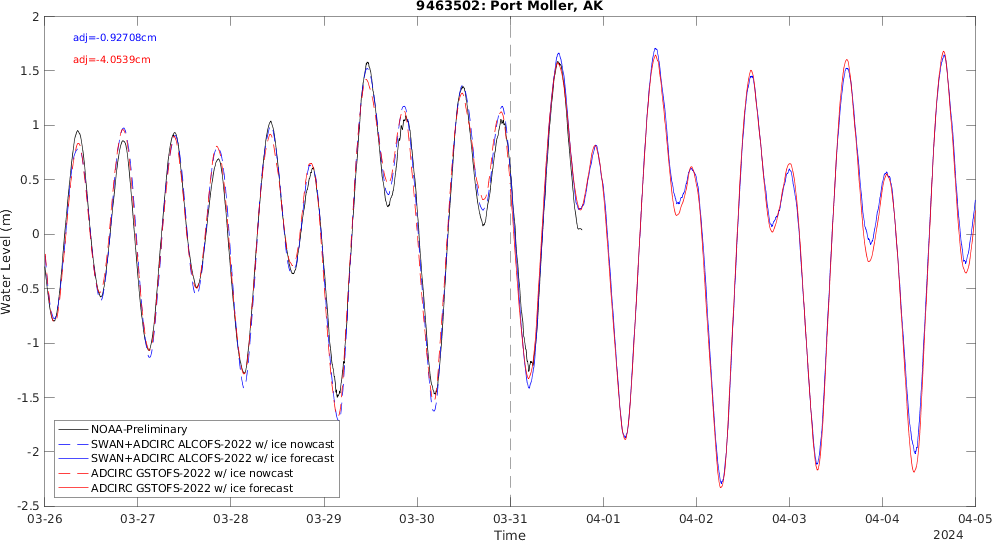 9463502: Port Moller, AK
adj=-0.92708cm
adj=-4.0539cm
Water Level (m)
2
1.5
1
0.5
0
-0.5
-1
-1.5
-2
-2.5
NOAA-Preliminary
SWAN+ADCIRC ALCOFS-2022 w/ ice nowcast
SWAN+ADCIRC ALCOFS-2022 w/ ice forecast
ADCIRC GSTOFS-2022 w/ ice nowcast
ADCIRC GSTOFS-2022 w/ ice forecast
03-26 03-27 03-28 03-29 03-30 03-31 04-01 04-02 04-03 04-04 04-05
Time
2024